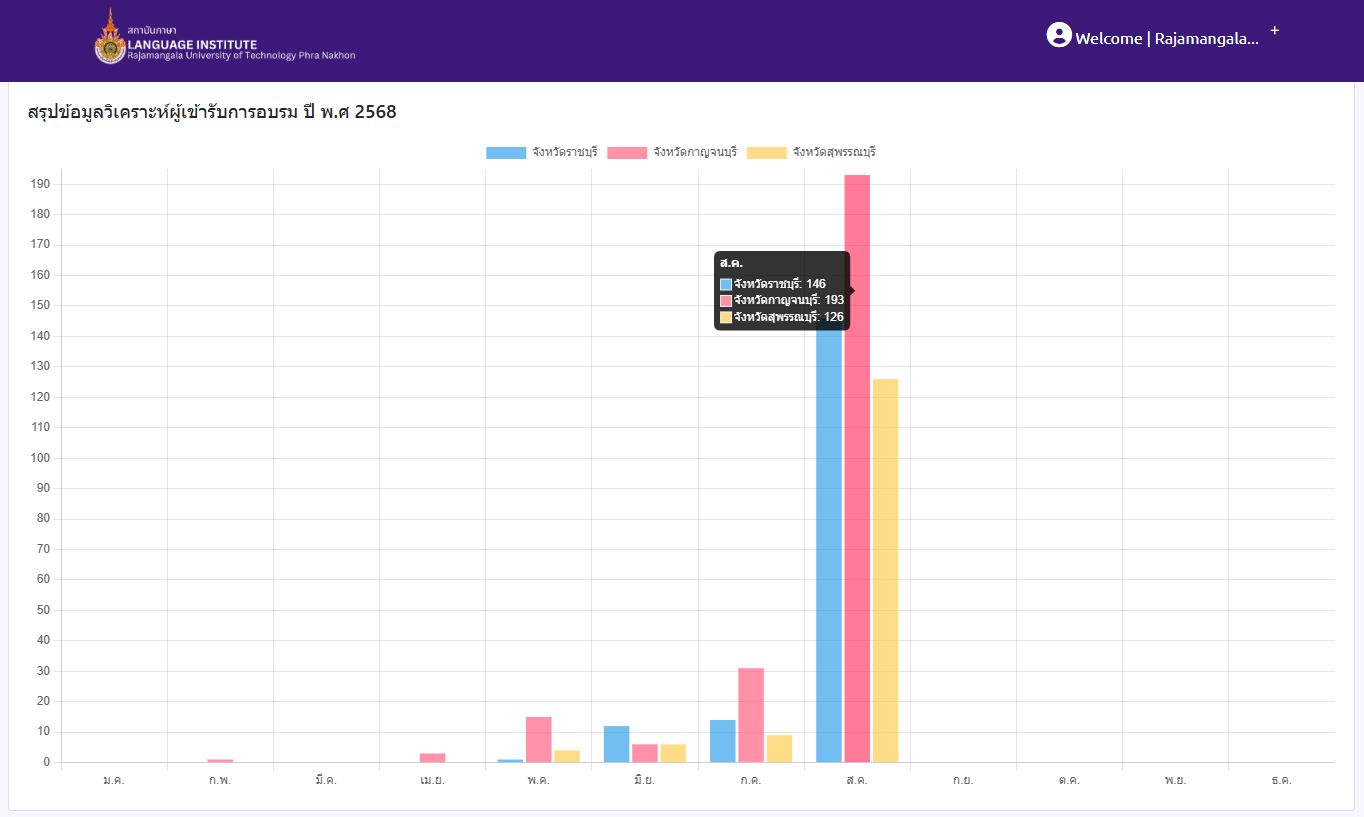 สถาบันภาษา
LANGUAGE INSTITUTE
Rajamangala University of Technology Phra Nakhon
Welcome | Rajamangala... +
สรุปข้อมูลวิเคราะห์ผู้เข้ารับการอบรม ปี พ.ศ 2568
จังหวัดราชบุรี จังหวัดกาญจนบุรี จังหวัดสุพรรณบุรี
190
180
170
160
150
140
130
120
110
100
90
80
70
60
50
40
30
20
10
0
ส.ค.
จังหวัดราชบุรี: 146
จังหวัดกาญจนบุรี: 193
จังหวัดสุพรรณบุรี: 126
ม.ค. ก.พ. มี.ค. เม.ย. พ.ค. มิ.ย. ก.ค. ส.ค. ก.ย. ต.ค. พ.ย. ธ.ค.